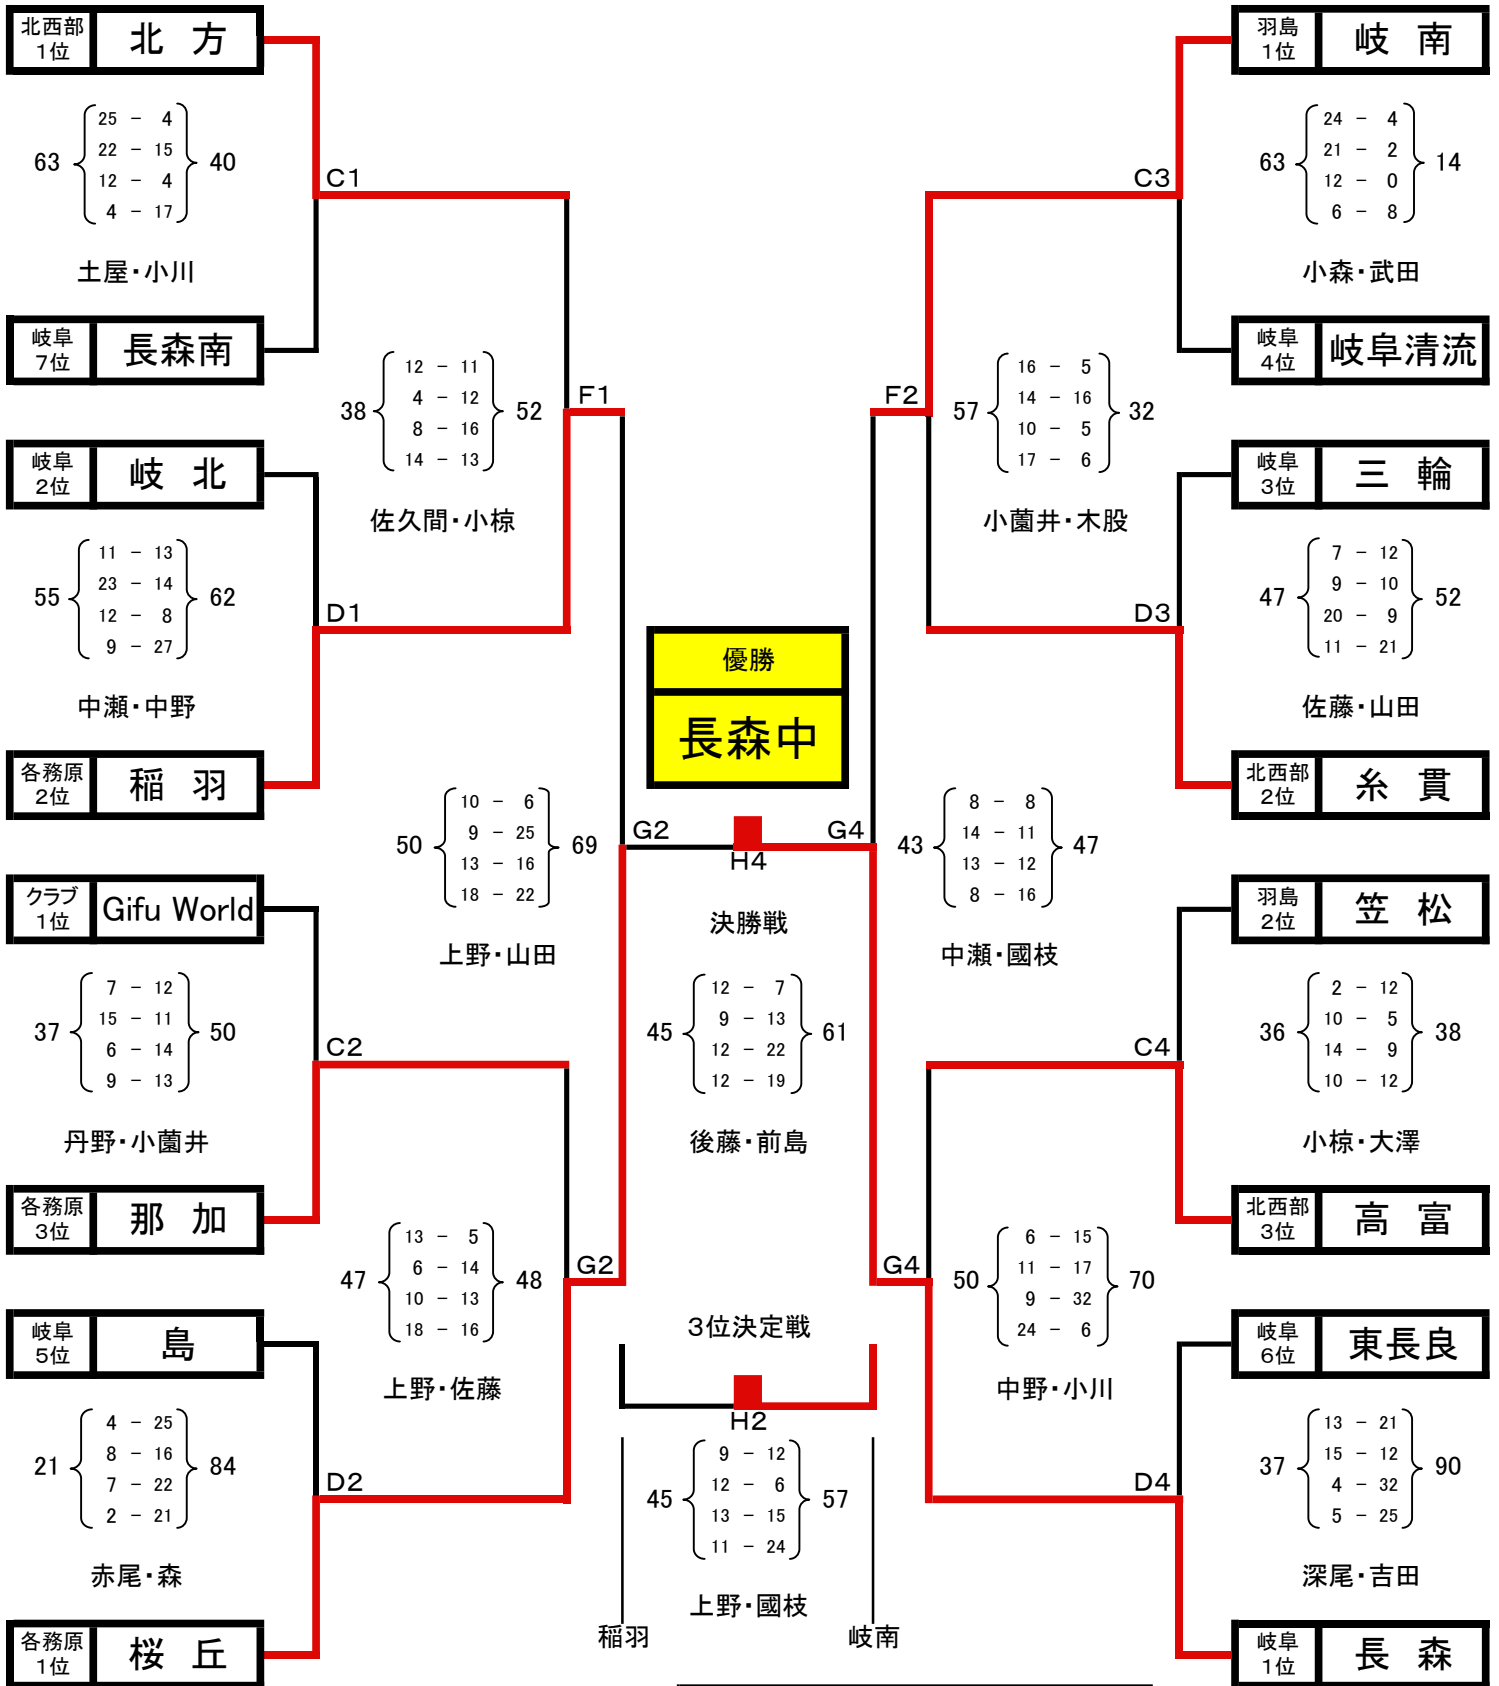 北西部
1位
北　方
63
25 － 4
22 － 15
12 － 4
4 － 17
40
土屋・小川
C1
岐阜
7位
長森南
岐阜
2位
岐　北
55
11 － 13
23 － 14
12 － 8
9 － 27
62
中瀬・中野
D1
各務原
2位
稲　羽
38
12 － 11
4 － 12
8 － 16
14 － 13
52
佐久間・小椋
F1
クラブ
1位
Gifu World
37
7 － 12
15 － 11
6 － 14
9 － 13
50
丹野・小薗井
C2
各務原
3位
那　加
岐阜
5位
島
21
4 － 25
8 － 16
7 － 22
2 － 21
84
赤尾・森
D2
各務原
1位
桜　丘
47
13 － 5
6 － 14
10 － 13
18 － 16
48
上野・佐藤
G2
50
10 － 6
9 － 25
13 － 16
18 － 22
69
上野・山田
G2
優勝
長森中
H4
決勝戦
45
12 － 7
9 － 13
12 － 22
12 － 19
61
後藤・前島
3位決定戦
H2
45
9 － 12
12 － 6
13 － 15
11 － 24
57
上野・國枝
稲羽
岐南
G4
43
8 － 8
14 － 11
13 － 12
8 － 16
47
中瀬・國枝
F2
57
16 － 5
14 － 16
10 － 5
17 － 6
32
小薗井・木股
G4
50
6 － 15
11 － 17
9 － 32
24 － 6
70
中野・小川
羽島
1位
岐　南
63
24 － 4
21 － 2
12 － 0
6 － 8
14
小森・武田
C3
岐阜
4位
岐阜清流
岐阜
3位
三　輪
47
7 － 12
9 － 10
20 － 9
11 － 21
52
佐藤・山田
D3
北西部
2位
糸　貫
羽島
2位
笠　松
36
2 － 12
10 － 5
14 － 9
10 － 12
38
小椋・大澤
C4
北西部
3位
高　富
岐阜
6位
東長良
37
13 － 21
15 － 12
4 － 32
5 － 25
90
深尾・吉田
D4
岐阜
1位
長　森